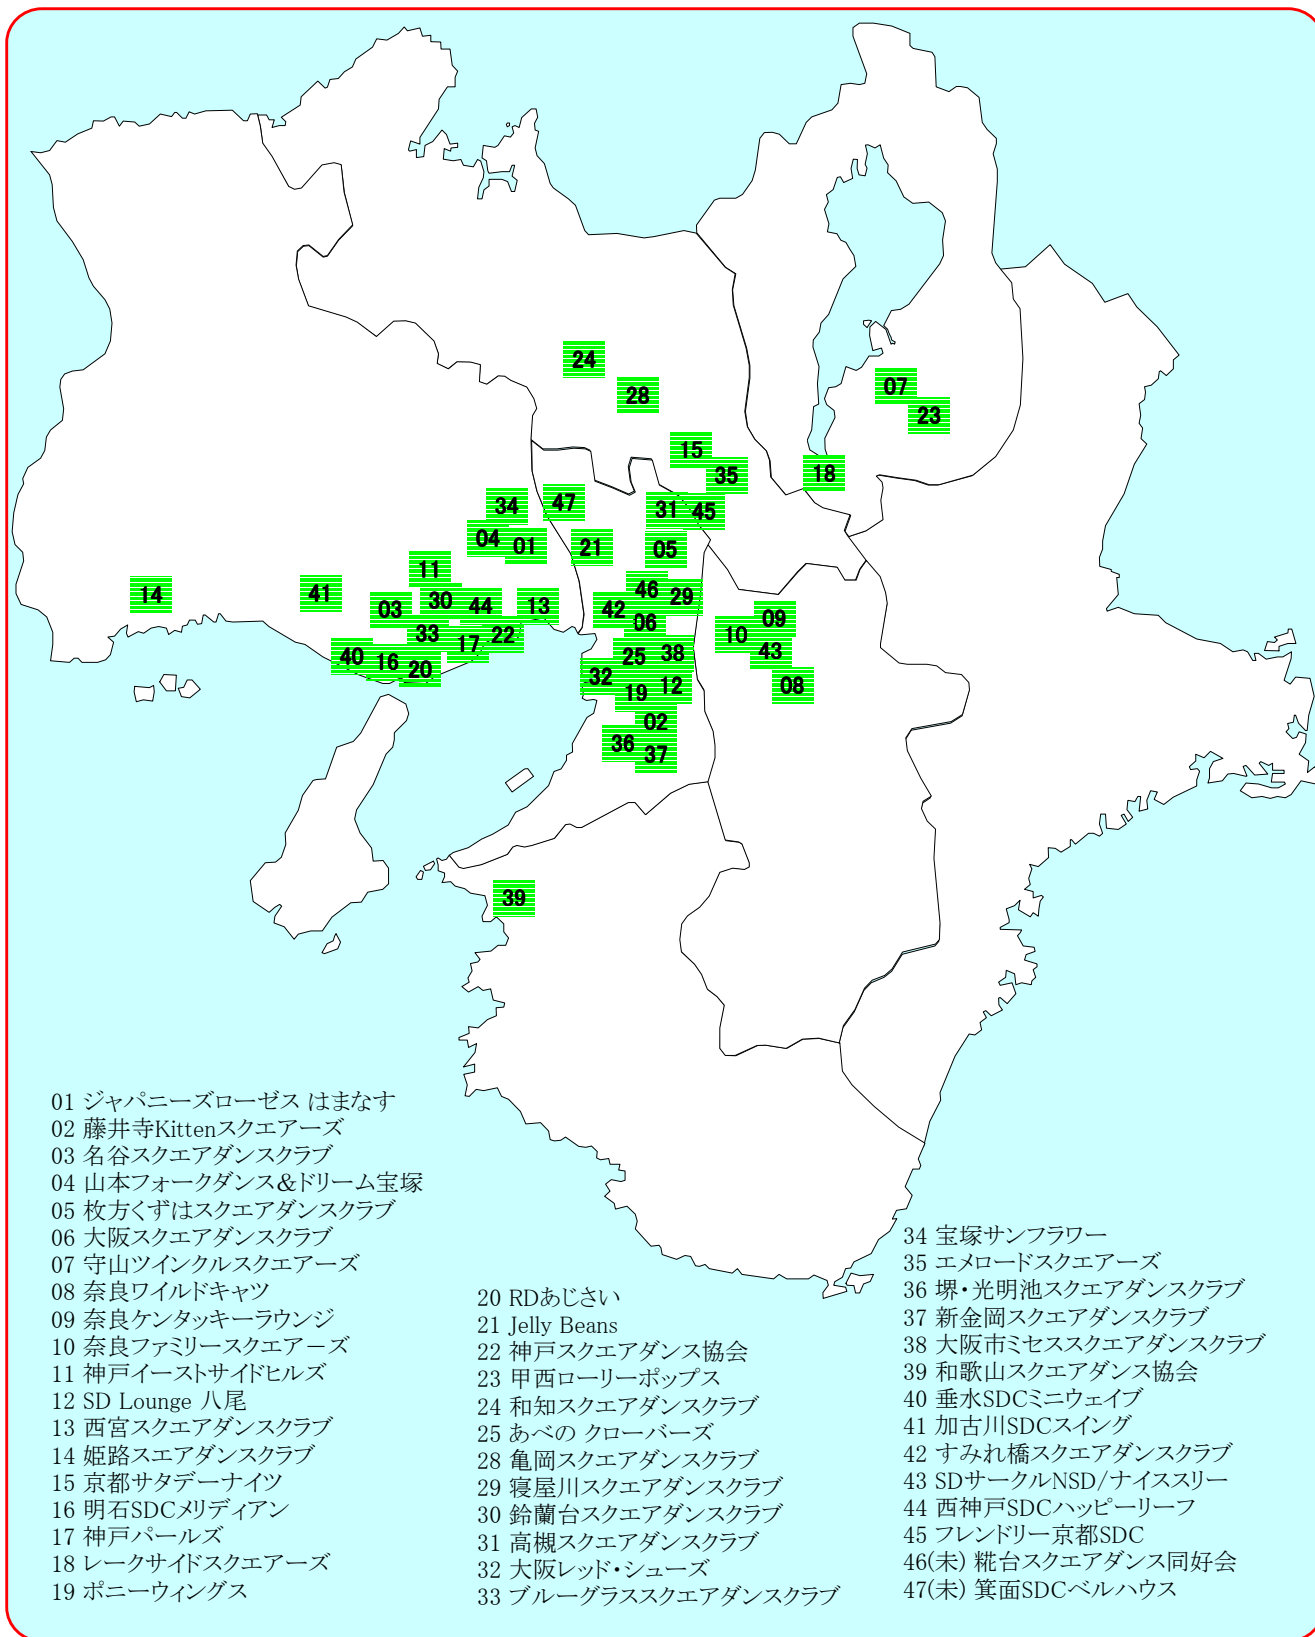 24
28
07
23
15
35
18
34
47
31
45
04
01
21
05
11
14
41
46
29
03
30
44
13
42
06
09
33
17
22
10
43
40
16
20
25
38
32
19
12
08
02
36
37
39
01 ジャパニーズローゼス はまなす
02 藤井寺Kittenスクエアーズ
03 名谷スクエアダンスクラブ
04 山本フォークダンス&ドリーム宝塚
05 枚方くずはスクエアダンスクラブ
06 大阪スクエアダンスクラブ
07 守山ツインクルスクエアーズ
08 奈良ワイルドキャツ
09 奈良ケンタッキーラウンジ
10 奈良ファミリースクエアーズ
11 神戸イーストサイドヒルズ
12 SD Lounge 八尾
13 西宮スクエアダンスクラブ
14 姫路スエアダンスクラブ
15 京都サタデーナイツ
16 明石SDCメリディアン
17 神戸パールズ
18 レークサイドスクエアーズ
19 ポニーウィングス
20 RDあじさい
21 Jelly Beans
22 神戸スクエアダンス協会
23 甲西ローリーポップス
24 和知スクエアダンスクラブ
25 あべの クローバーズ
28 亀岡スクエアダンスクラブ
29 寝屋川スクエアダンスクラブ
30 鈴蘭台スクエアダンスクラブ
31 高槻スクエアダンスクラブ
32 大阪レッド・シューズ
33 ブルーグラススクエアダンスクラブ
34 宝塚サンフラワー
35 エメロードスクエアーズ
36 堺・光明池スクエアダンスクラブ
37 新金岡スクエアダンスクラブ
38 大阪市ミセススクエアダンスクラブ
39 和歌山スクエアダンス協会
40 垂水SDCミニウェイブ
41 加古川SDCスイング
42 すみれ橋スクエアダンスクラブ
43 SDサークルNSD/ナイススリー
44 西神戸SDCハッピーリーフ
45 フレンドリー京都SDC
46(未) 糀台スクエアダンス同好会
47(未) 箕面SDCベルハウス